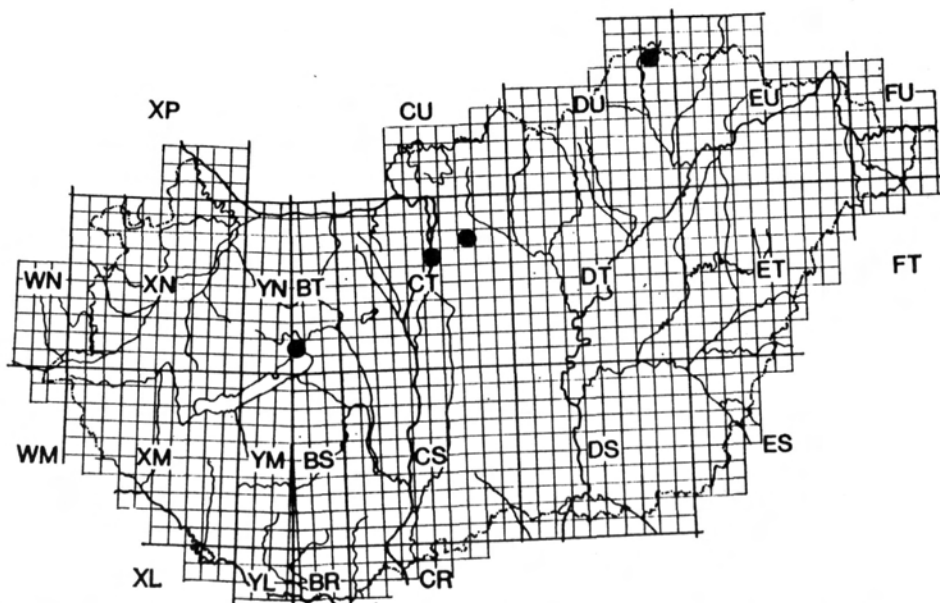 XP CU DU EU FU
WN XN YN BT CT DT ET FT
WM XM YM BS CS DS ES
XL YL BR CR